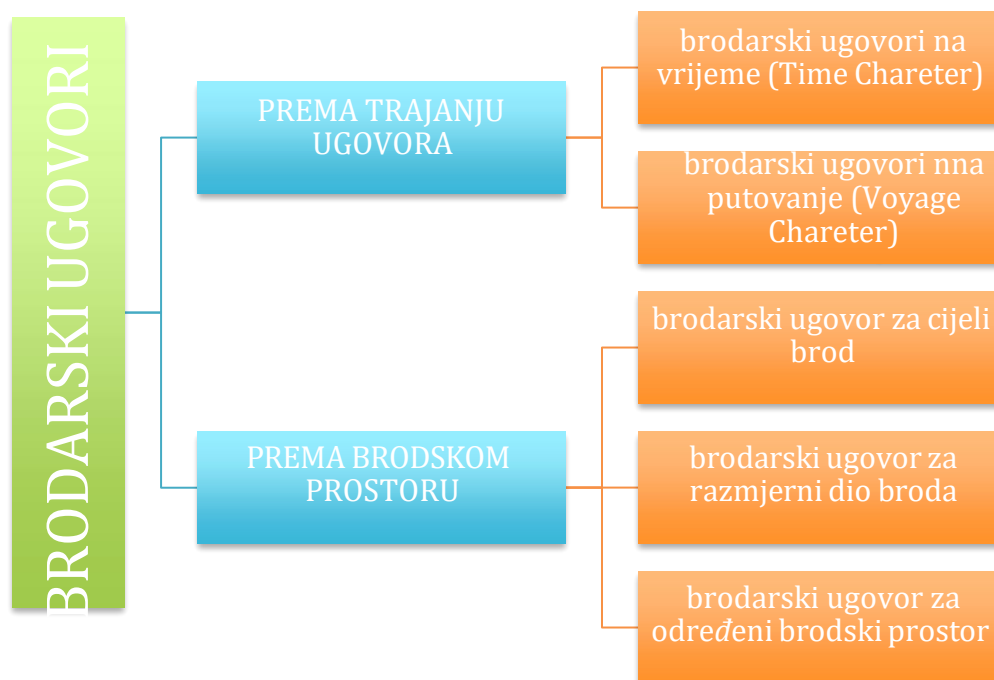 BRODARSKI UGOVORI
PREMA TRAJANJU
UGOVORA
brodarski ugovori na
vrijeme (Time Chareter)
brodarski ugovori nna
putovanje (Voyage
Chareter)
PREMA BRODSKOM
PROSTORU
brodarski ugovor za cijeli
brod
brodarski ugovor za
razmjerni dio broda
brodarski ugovor za
određeni brodski prostor